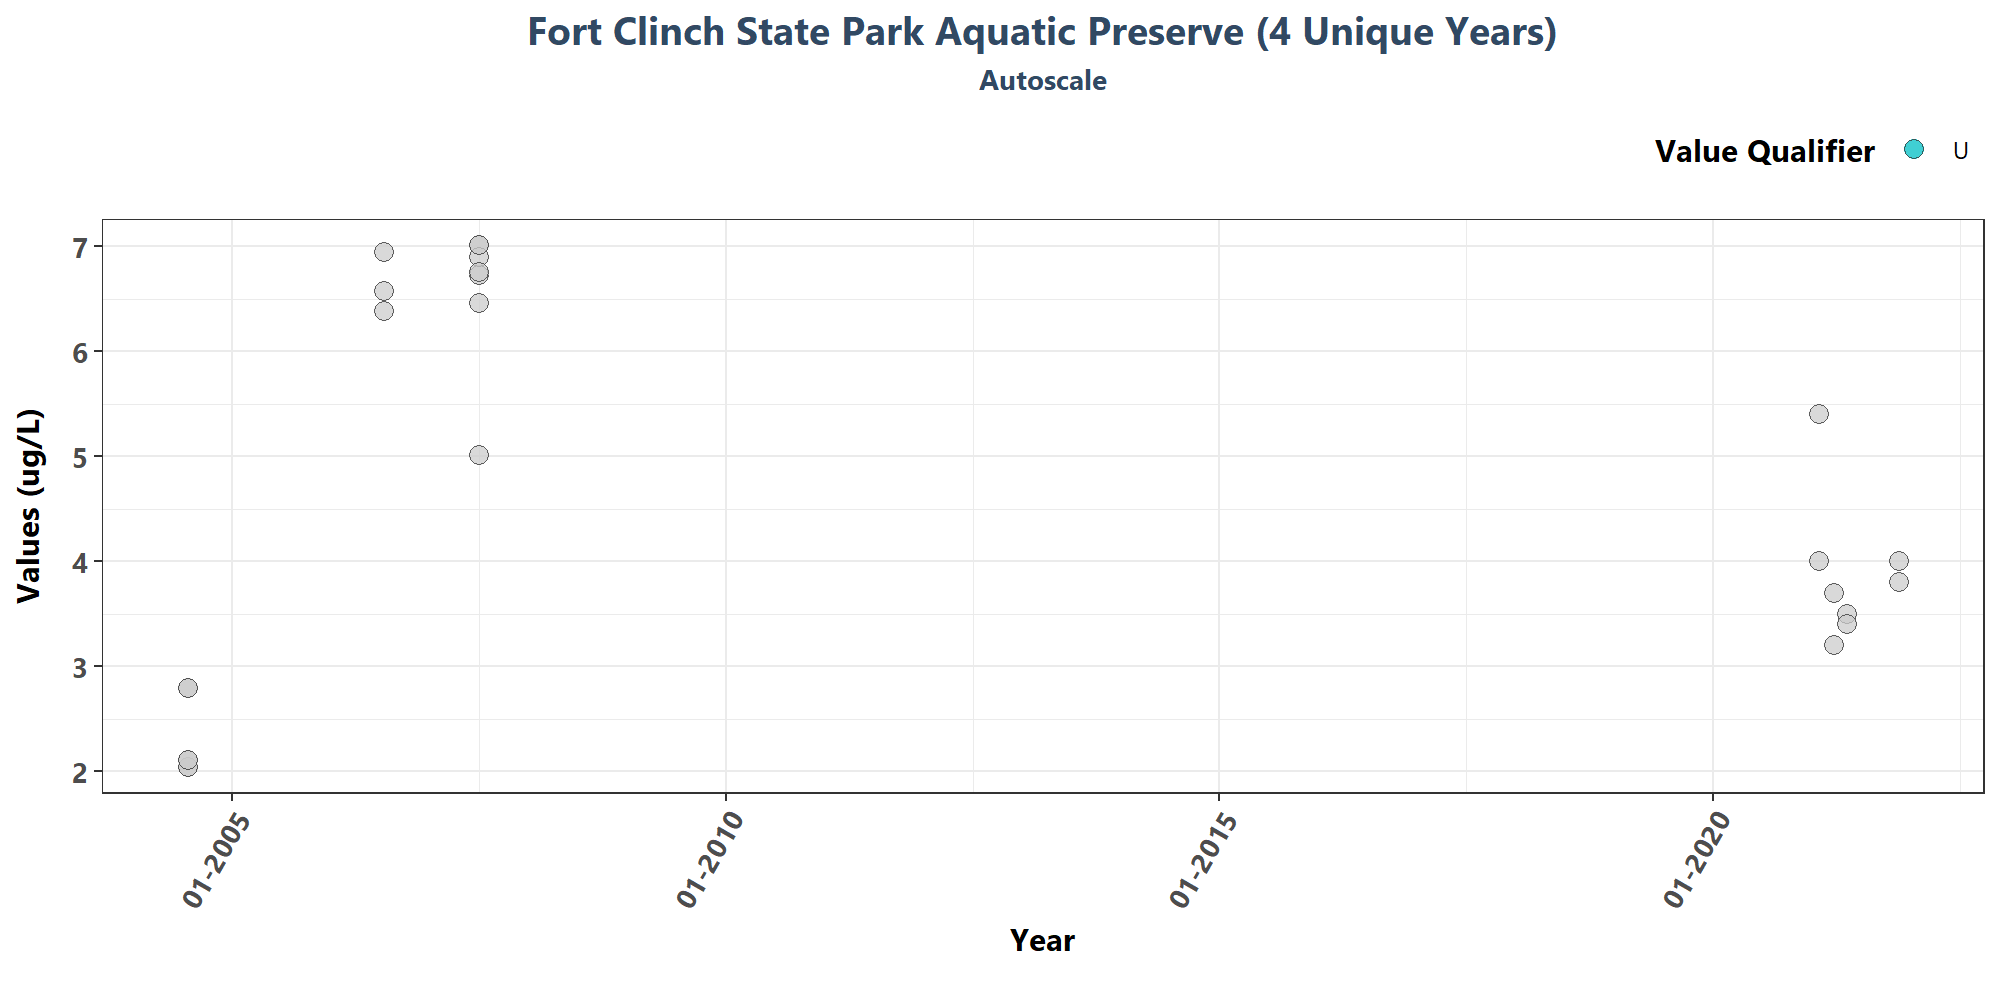 Fort Clinch State Park Aquatic Preserve (4 Unique Years)
Autoscale
Value Qualifier U
Values (ug/L)
7
6
5
4
3
2
01-2005 01-2010 01-2015 01-2020
Year